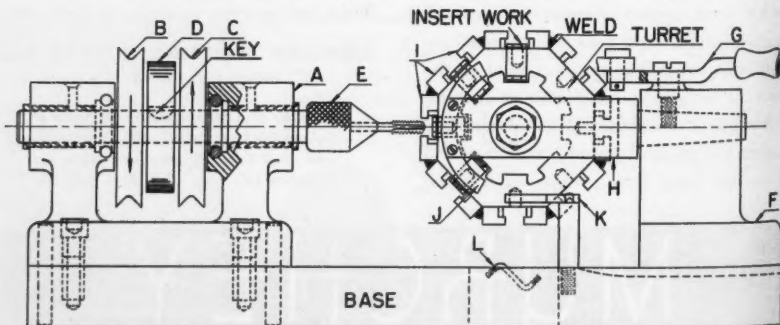 B D C
KEY
A E
INSERT WORK
WELD
TURRET
G
I
H
J
K
F
L
BASE